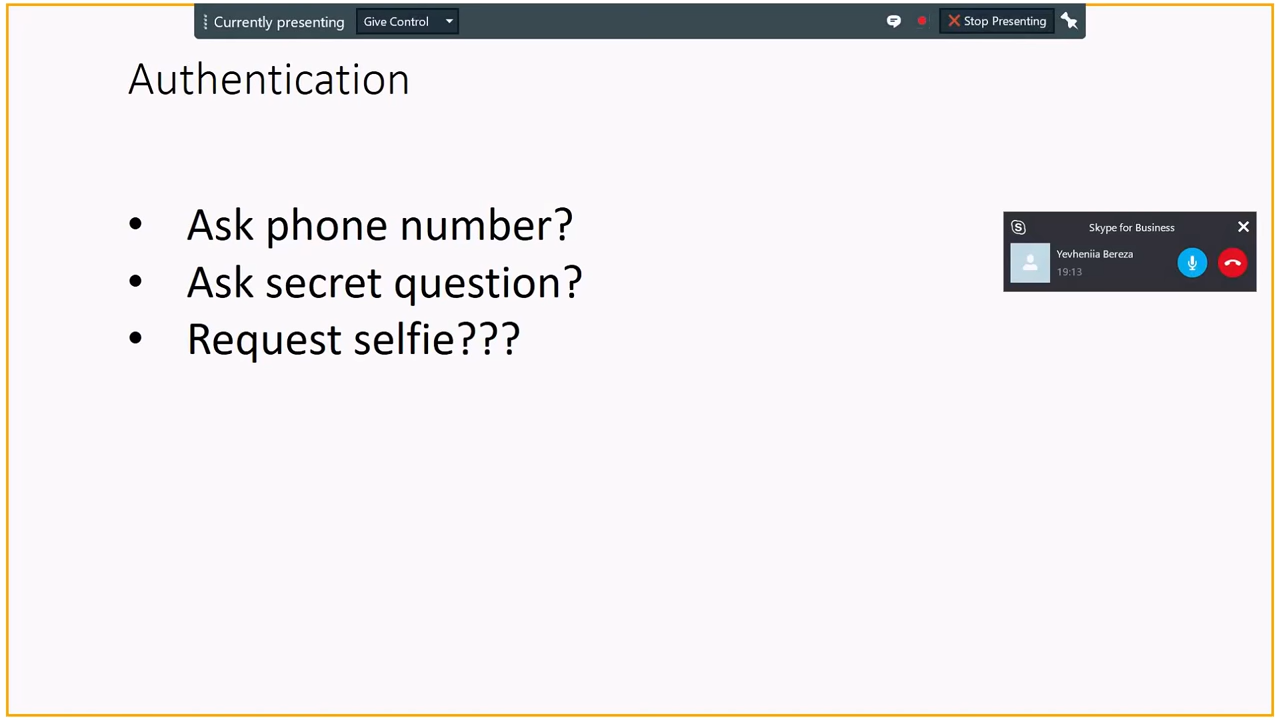 Currently presenting Give Control Stop Presenting
Authentication
• Ask phone number?
• Ask secret question?
• Request selfie???
Skype for Business
Yevheniia Bereza
19:13